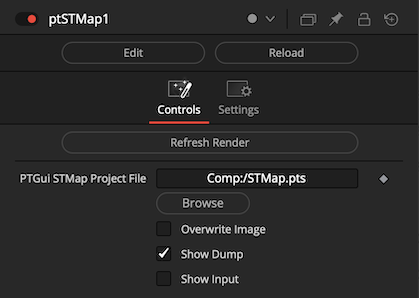 ptSTMap1
Edit Reload
Controls Settings
Refresh Render
PTGui STMap Project File Comp:/STMap.pts
Browse
Overwrite Image
Show Dump
Show Input